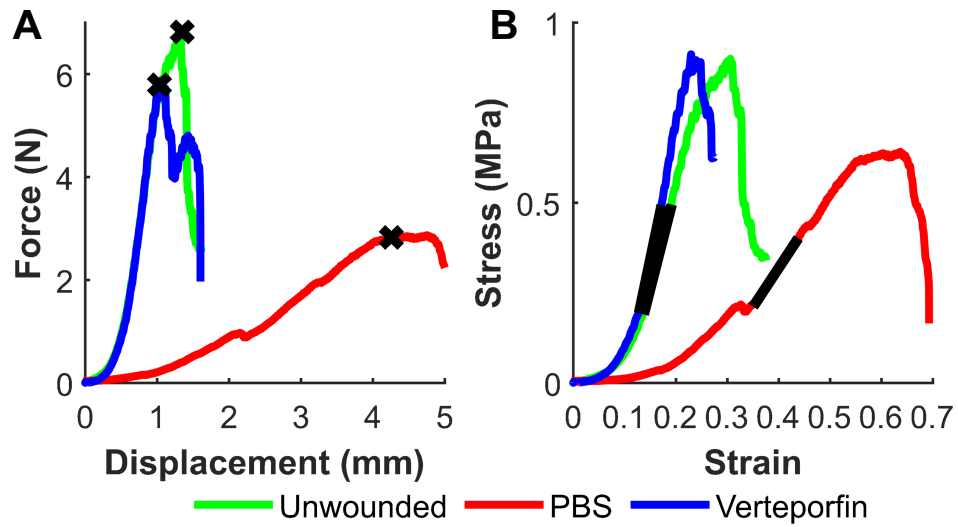 A
Force (N)
6
4
2
0
0 1 2 3 4 5
Displacement (mm)
B
Stress (MPa)
1
0.5
0
0 0.1 0.2 0.3 0.4 0.5 0.6 0.7
Strain
Unwounded PBS Verteporfin